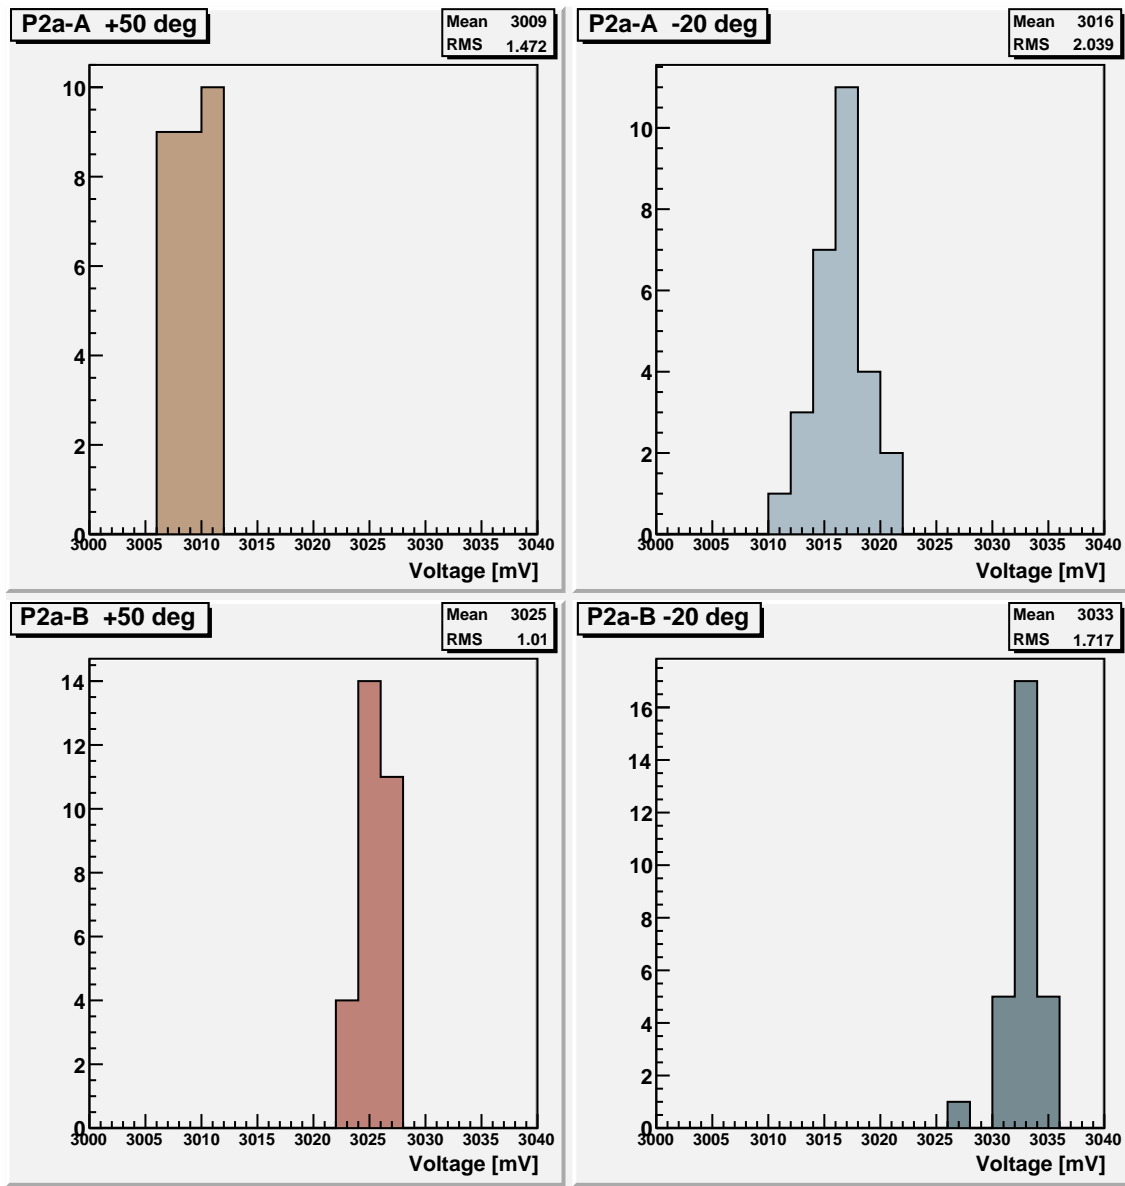 P2a-A +50 deg
Mean 3009
RMS 1.472
10
8
6
4
2
0
3000 3005 3010 3015 3020 3025 3030 3035 3040
Voltage [mV]
P2a-A -20 deg
Mean 3016
RMS 2.039
10
8
6
4
2
0
3000 3005 3010 3015 3020 3025 3030 3035 3040
Voltage [mV]
P2a-B +50 deg
Mean 3025
RMS 1.01
14
12
10
8
6
4
2
0
3000 3005 3010 3015 3020 3025 3030 3035 3040
Voltage [mV]
P2a-B -20 deg
Mean 3033
RMS 1.717
16
14
12
10
8
6
4
2
0
3000 3005 3010 3015 3020 3025 3030 3035 3040
Voltage [mV]